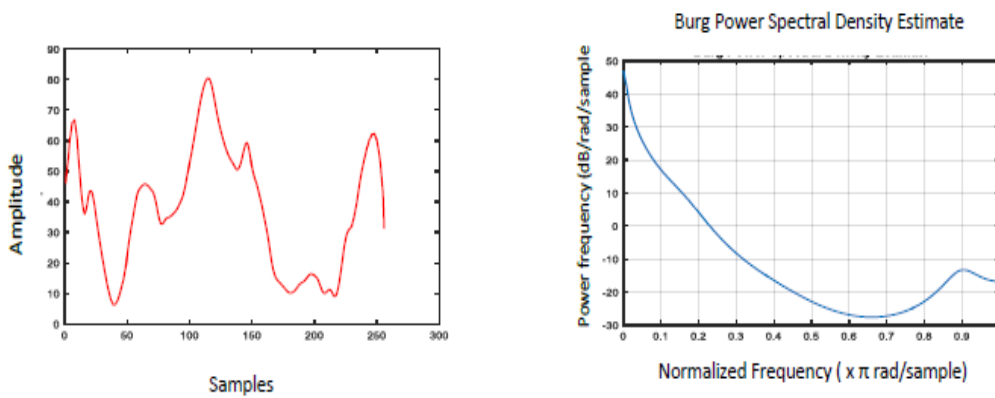 Burg Power Spectral Density Estimate
90
80
70
60
50
40
30
20
10
0
0 50 100 150 200 250 300
Amplitude
Samples
50
40
30
20
10
0
-10
-20
-30
0 0.1 0.2 0.3 0.4 0.5 0.6 0.7 0.8 0.9
Power frequency (dB/rad/sample
Normalized Frequency ( x π rad/sample)